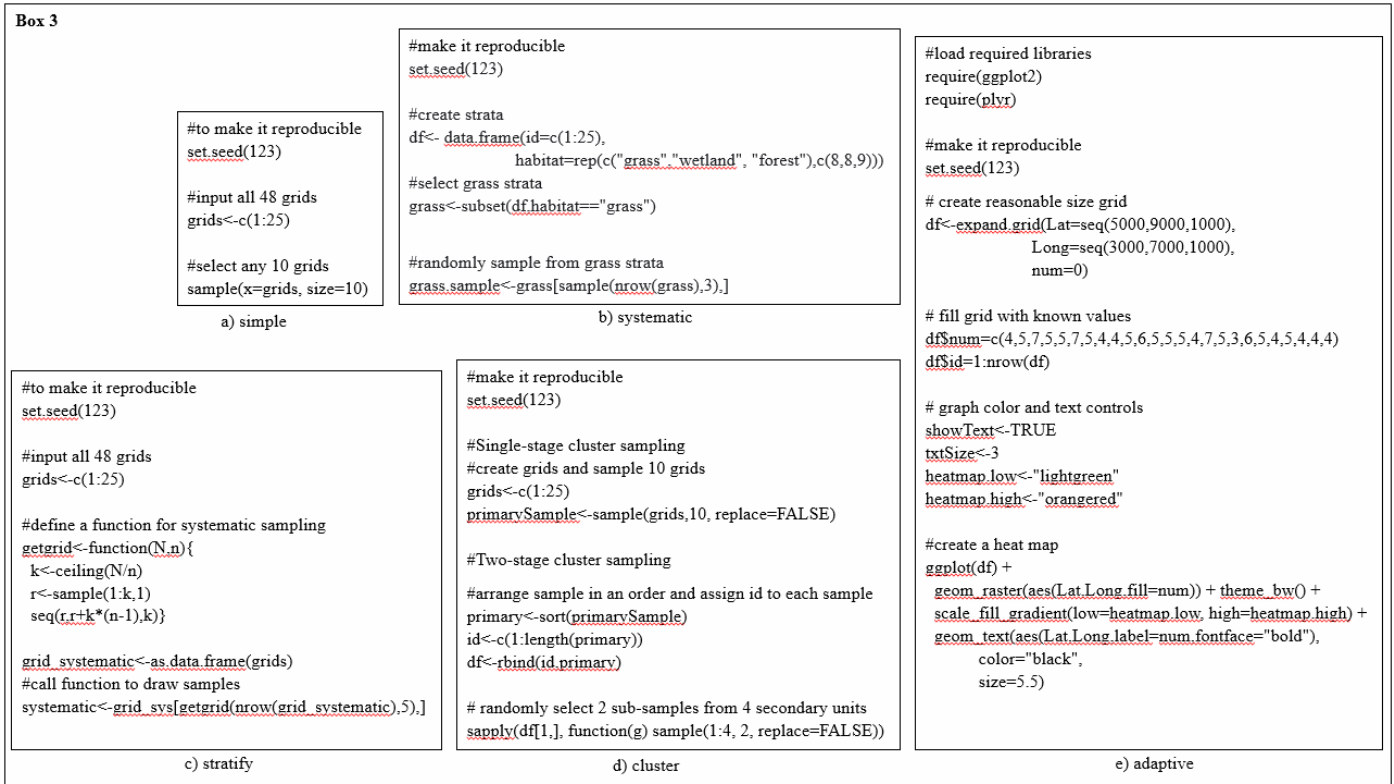 Box 3
#to make it reproducible
set.seed(123)
#input all 48 grids
grids<-c(1:25)
#select any 10 grids
sample(x=grids, size=10)
a) simple
#make it reproducible
set.seed(123)
#create strata
df<- data.frame(id=c(1:25),
habitat=rep(c("grass","wetland", "forest"),c(8,8,9)))
#select grass strata
grass<-subset(df,habitat=="grass")
#randomly sample from grass strata
grass.sample<-grass[sample(nrow(grass),3),]
b) systematic
#to make it reproducible
set.seed(123)
#input all 48 grids
grids<-c(1:25)
#define a function for systematic sampling
getgrid<-function(N,n){
k<-ceiling(N/n)
r<-sample(1:k,1)
seq(r,r+k*(n-1),k)}
grid_systematic<-as.data.frame(grids)
#call function to draw samples
systematic<-grid_sys[getgrid(nrow(grid_systematic),5),]
c) stratify
#make it reproducible
set.seed(123)
#Single-stage cluster sampling
#create grids and sample 10 grids
grids<-c(1:25)
primarySample<-sample(grids,10, replace=FALSE)
#Two-stage cluster sampling
#arrange sample in an order and assign id to each sample
primary<-sort(primarySample)
id<-c(1:length(primary))
df<-rbind(id,primary)
# randomly select 2 sub-samples from 4 secondary units
sapply(df[1,], function(g) sample(1:4, 2, replace=FALSE))
d) cluster
#load required libraries
require(ggplot2)
require(plyr)
#make it reproducible
set.seed(123)
# create reasonable size grid
df<-expand.grid(Lat=seq(5000,9000,1000),
Long=seq(3000,7000,1000),
num=0)
# fill grid with known values
df$num=c(4,5,7,5,5,7,5,4,4,5,6,5,5,5,4,7,5,3,6,5,4,5,4,4,4)
df$id=1:nrow(df)
# graph color and text controls
showText<-TRUE
txtSize<-3
heatmap.low<-"lightgreen"
heatmap.high<-"orangered"
#create a heat map
ggplot(df) +
geom_raster(aes(Lat,Long,fill=num)) + theme_bw() +
scale_fill_gradient(low=heatmap.low, high=heatmap.high) +
geom_text(aes(Lat,Long,label=num,fontface="bold"),
color="black",
size=5.5)
e) adaptive